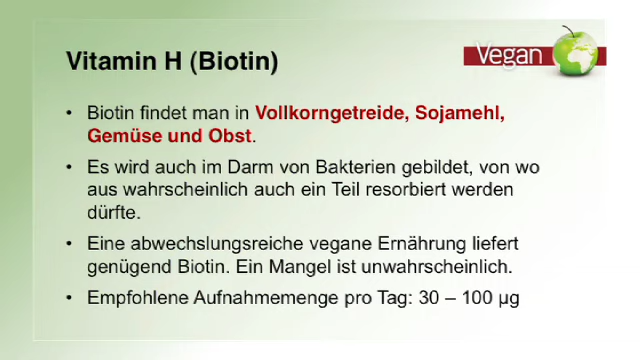 Vitamin H (Biotin)
Vegan
• Biotin findet man in Vollkorngetreide, Sojamehl,
Gemüse und Obst.
• Es wird auch im Darm von Bakterien gebildet, von wo
aus wahrscheinlich auch ein Teil resorbiert werden
dürfte.
• Eine abwechslungsreiche vegane Ernährung liefert
genügend Biotin. Ein Mangel ist unwahrscheinlich.
• Empfohlene Aufnahmemenge pro Tag: 30 – 100 µg